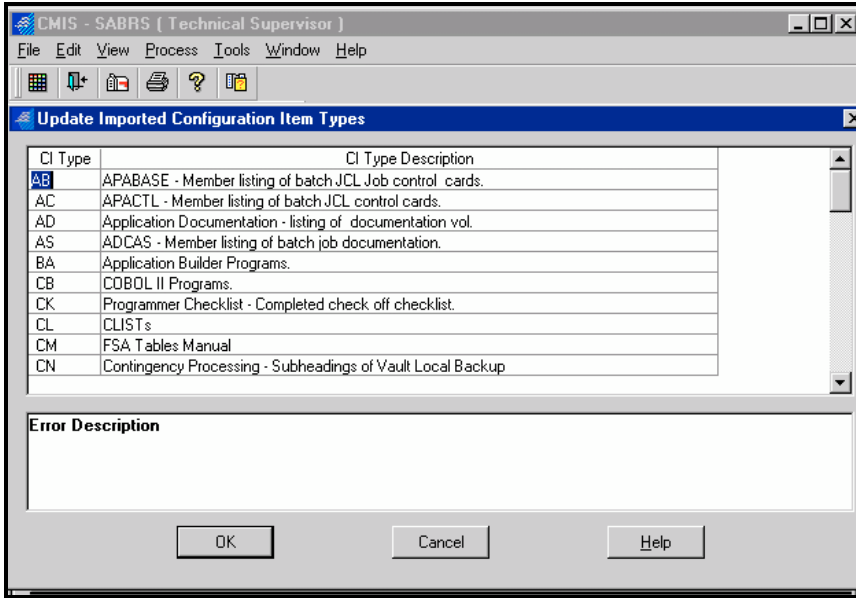 CMIS - SABRS ( Technical Supervisor )
File Edit View Process Tools Window Help
Update Imported Configuration Item Types
CI Type CI Type Description
AB APABASE - Member listing of batch JCL Job control cards.
AC APACTL - Member listing of batch JCL control cards.
AD Application Documentation - listing of documentation vol.
AS ADCAS - Member listing of batch job documentation.
BA Application Builder Programs.
CB COBOL II Programs.
CK Programmer Checklist - Completed check off checklist.
CL CLISTs
CM FSA Tables Manual
CN Contingency Processing - Subheadings of Vault Local Backup
Error Description
OK Cancel Help